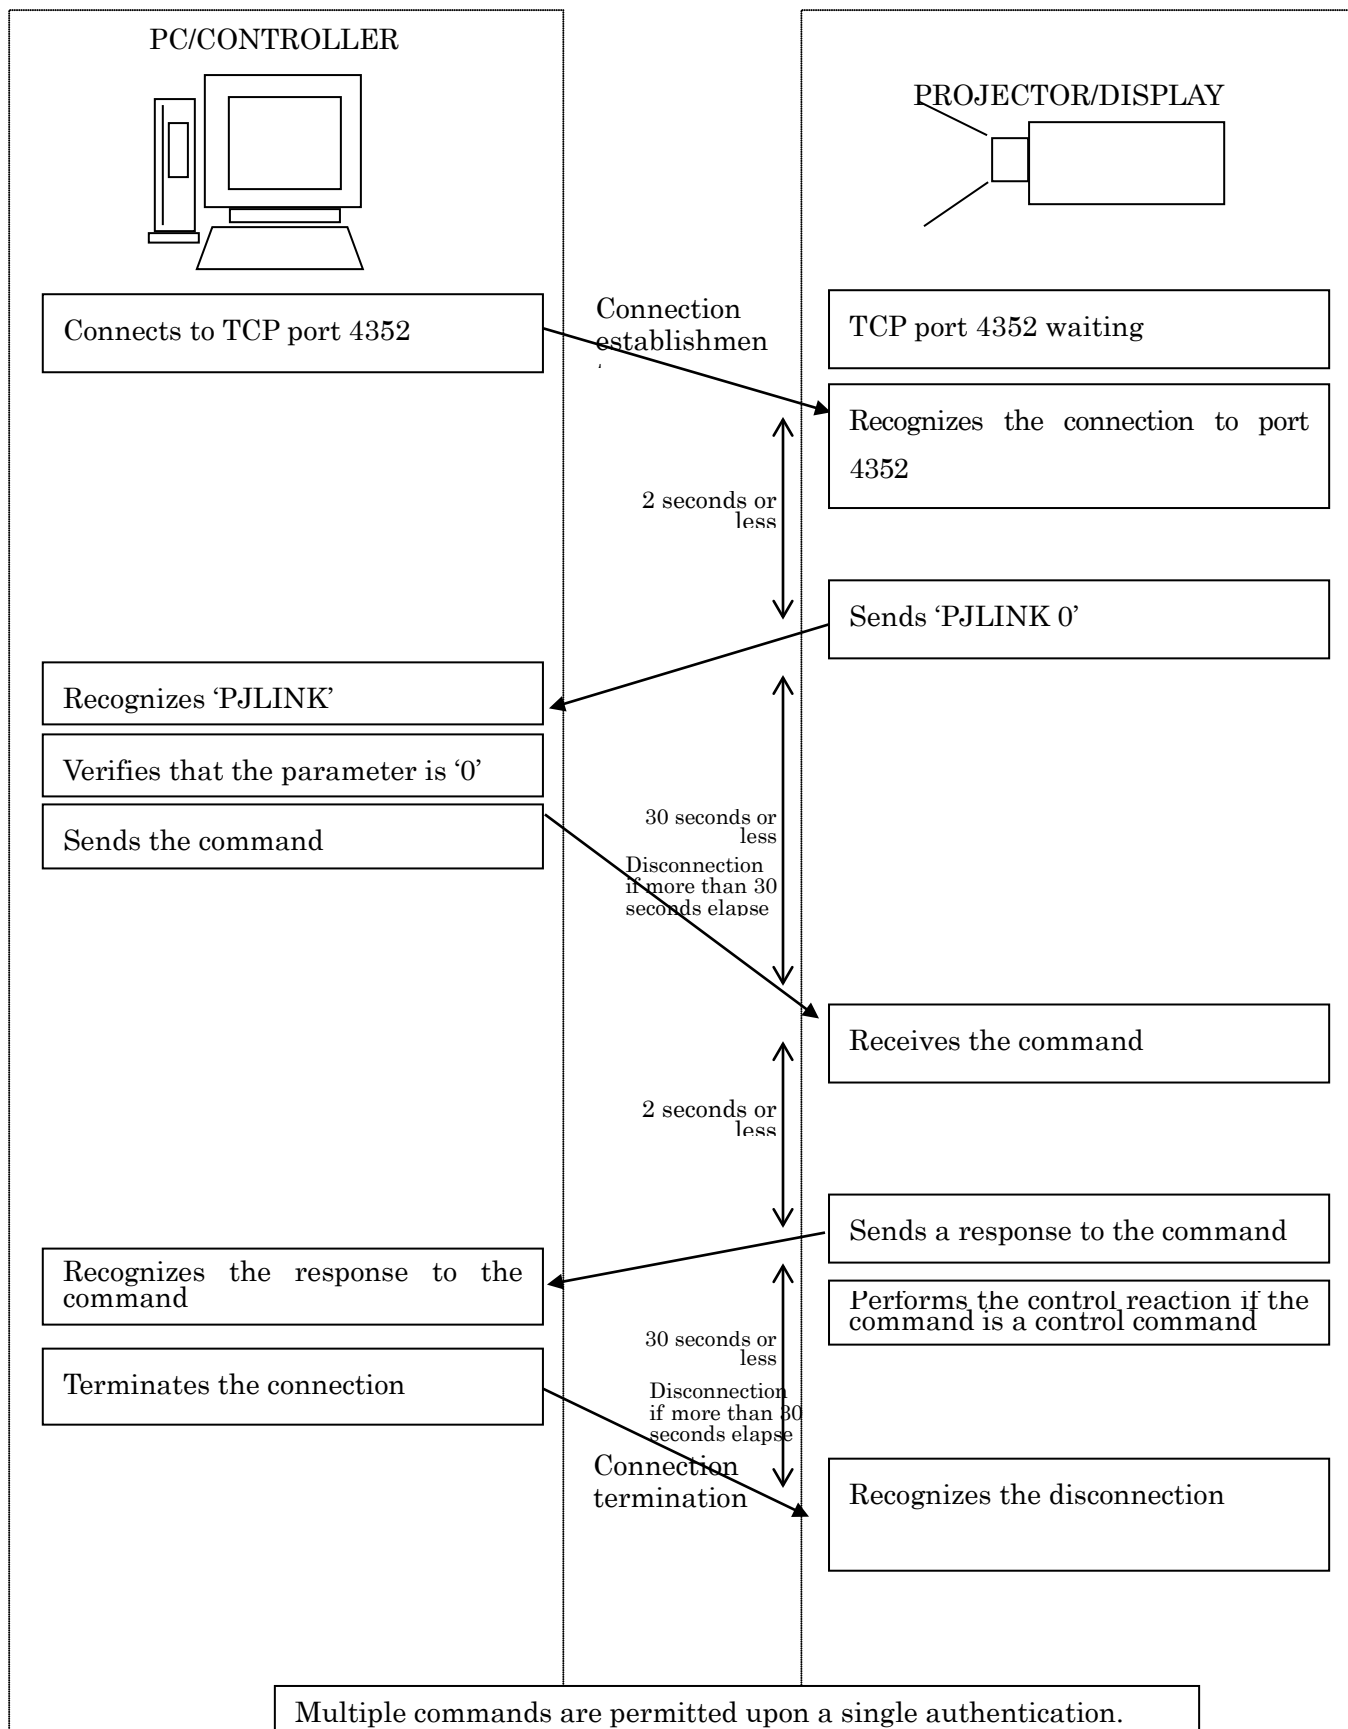 PC/CONTROLLER
PROJECTOR/DISPLAY
Connects to TCP port 4352
Connection
establishmen
TCP port 4352 waiting
Recognizes the connection to port
4352
2 seconds or
less
Sends ‘PJLINK 0’
Recognizes ‘PJLINK’
Verifies that the parameter is ‘0’
Sends the command
30 seconds or
less
Disconnection
if more than 30
seconds elapse
Receives the command
2 seconds or
less
Sends a response to the command
Recognizes the response to the
command
Performs the control reaction if the
command is a control command
30 seconds or
less
Terminates the connection
Disconnection
if more than 30
seconds elapse
Connection
termination
Recognizes the disconnection
Multiple commands are permitted upon a single authentication.